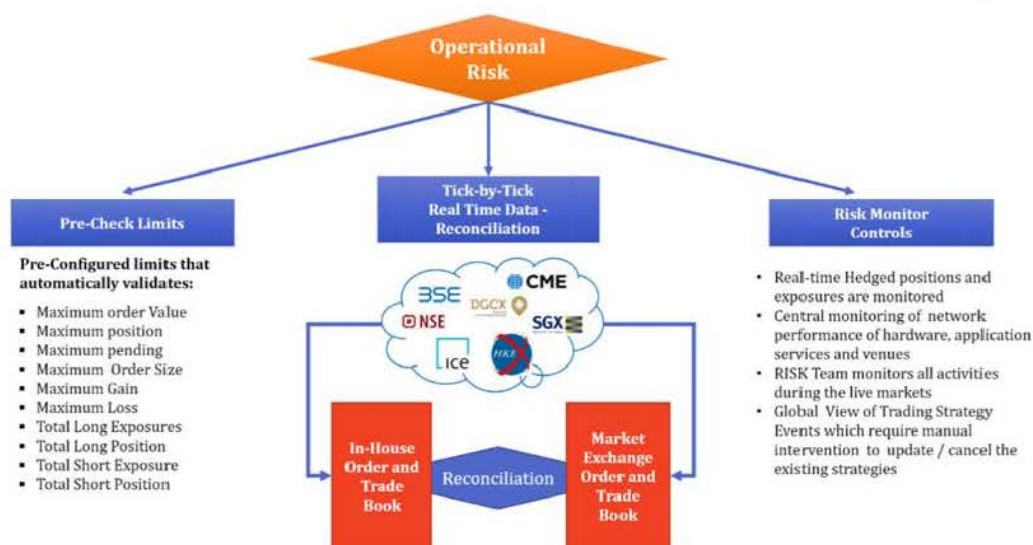 Operational
Risk
Pre-Check Limits
Pre-Configured limits that
automatically validates:
▪ Maximum order Value
▪ Maximum position
▪ Maximum pending
▪ Maximum Order Size
▪ Maximum Gain
▪ Maximum Loss
▪ Total Long Exposures
▪ Total Long Position
▪ Total Short Exposure
▪ Total Short Position
Tick-by-Tick
Real Time Data -
Reconciliation
BSE
CME
DGCX
NSE
SGX
ice
HKE
In-House
Order and
Trade
Book
Reconciliation
Market
Exchange
Order and
Trade
Book
Risk Monitor
Controls
• Real-time Hedged positions and
exposures are monitored
• Central monitoring of network
performance of hardware, application
services and venues
• RISK Team monitors all activities
during the live markets
• Global View of Trading Strategy
Events which require manual
intervention to update / cancel the
existing strategies